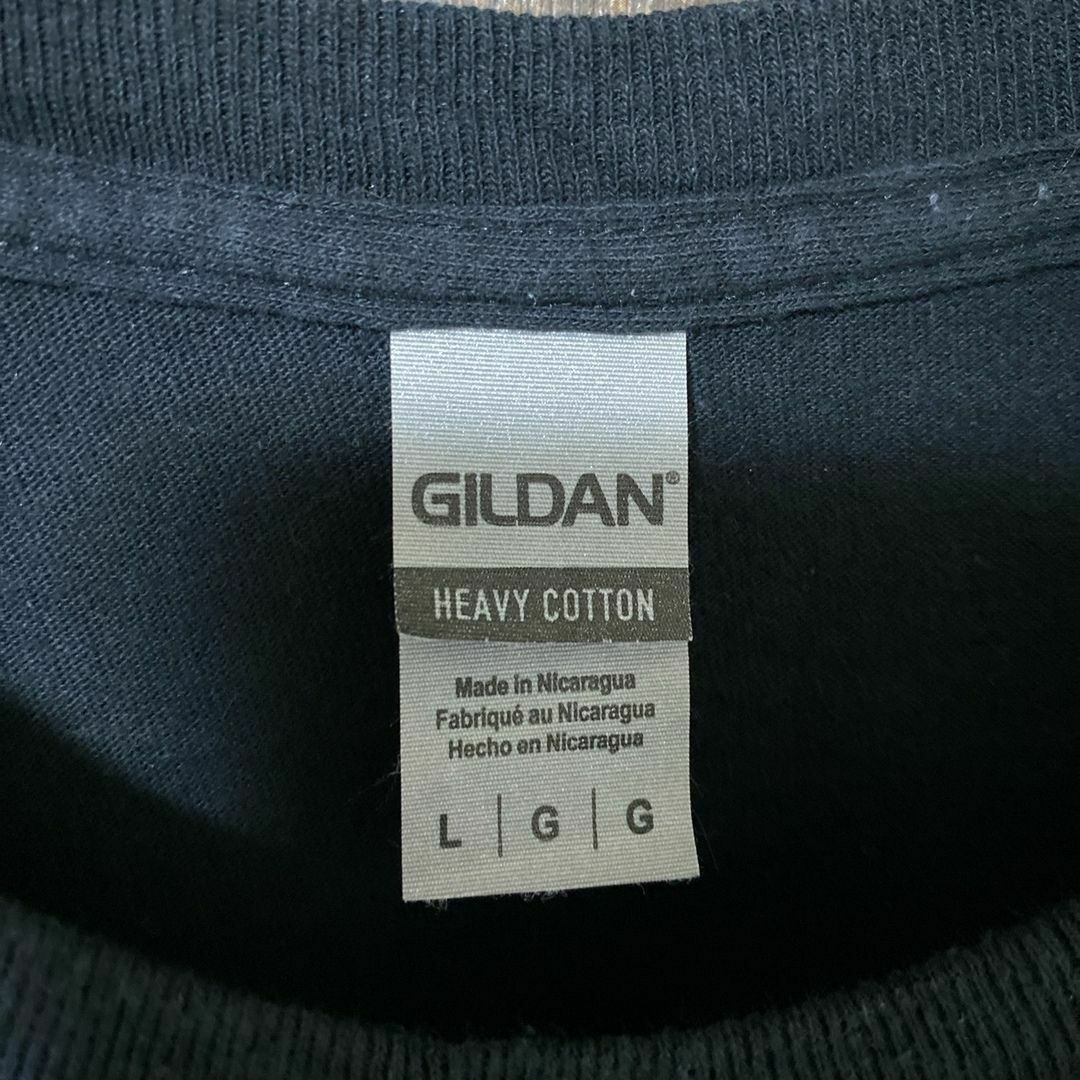 GILDAN®
HEAVY COTTON
Made in Nicaragua
Fabriqué au Nicaragua
Hecho en Nicaragua
L | G | G